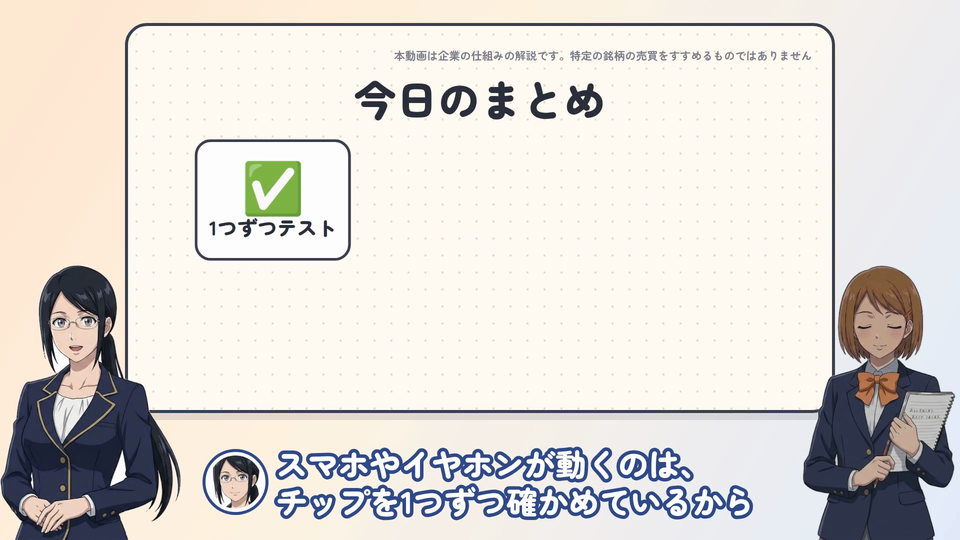 本動画は企業の仕組みの解説です。特定の銘柄の売買をすすめるものではありません
今日のまとめ
1つずつテスト
スマホやイヤホンが動くのは、
チップを1つずつ確かめているから